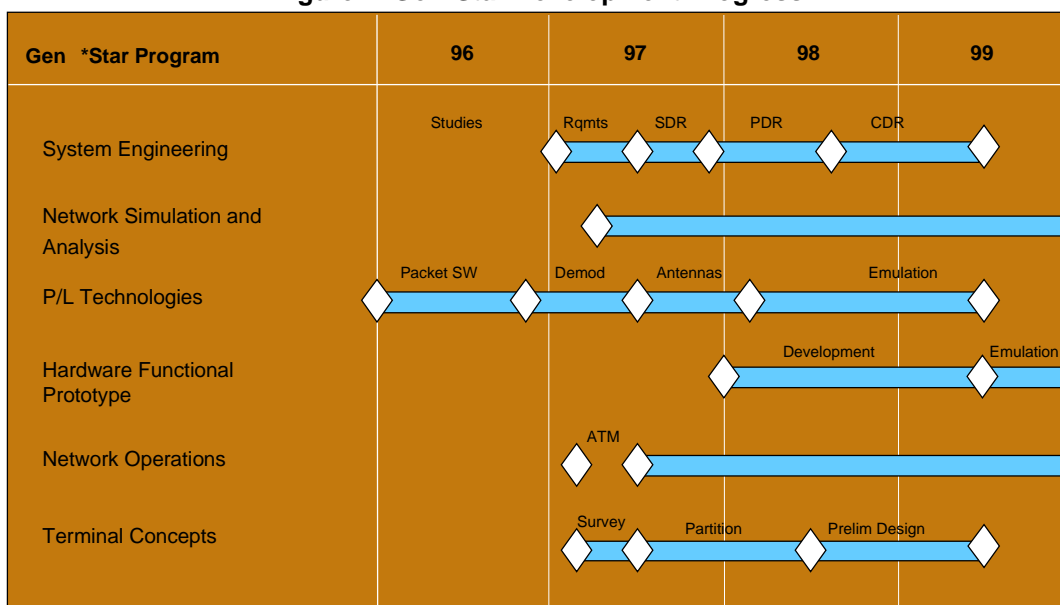 Gen *Star Program 96 97 98 99
Studies Rqmts SDR PDR CDR
System Engineering
Network Simulation and
Analysis
Packet SW Demod Antennas Emulation
P/L Technologies
Development Emulation
Hardware Functional
Prototype
ATM
Network Operations
Survey Partition Prelim Design
Terminal Concepts